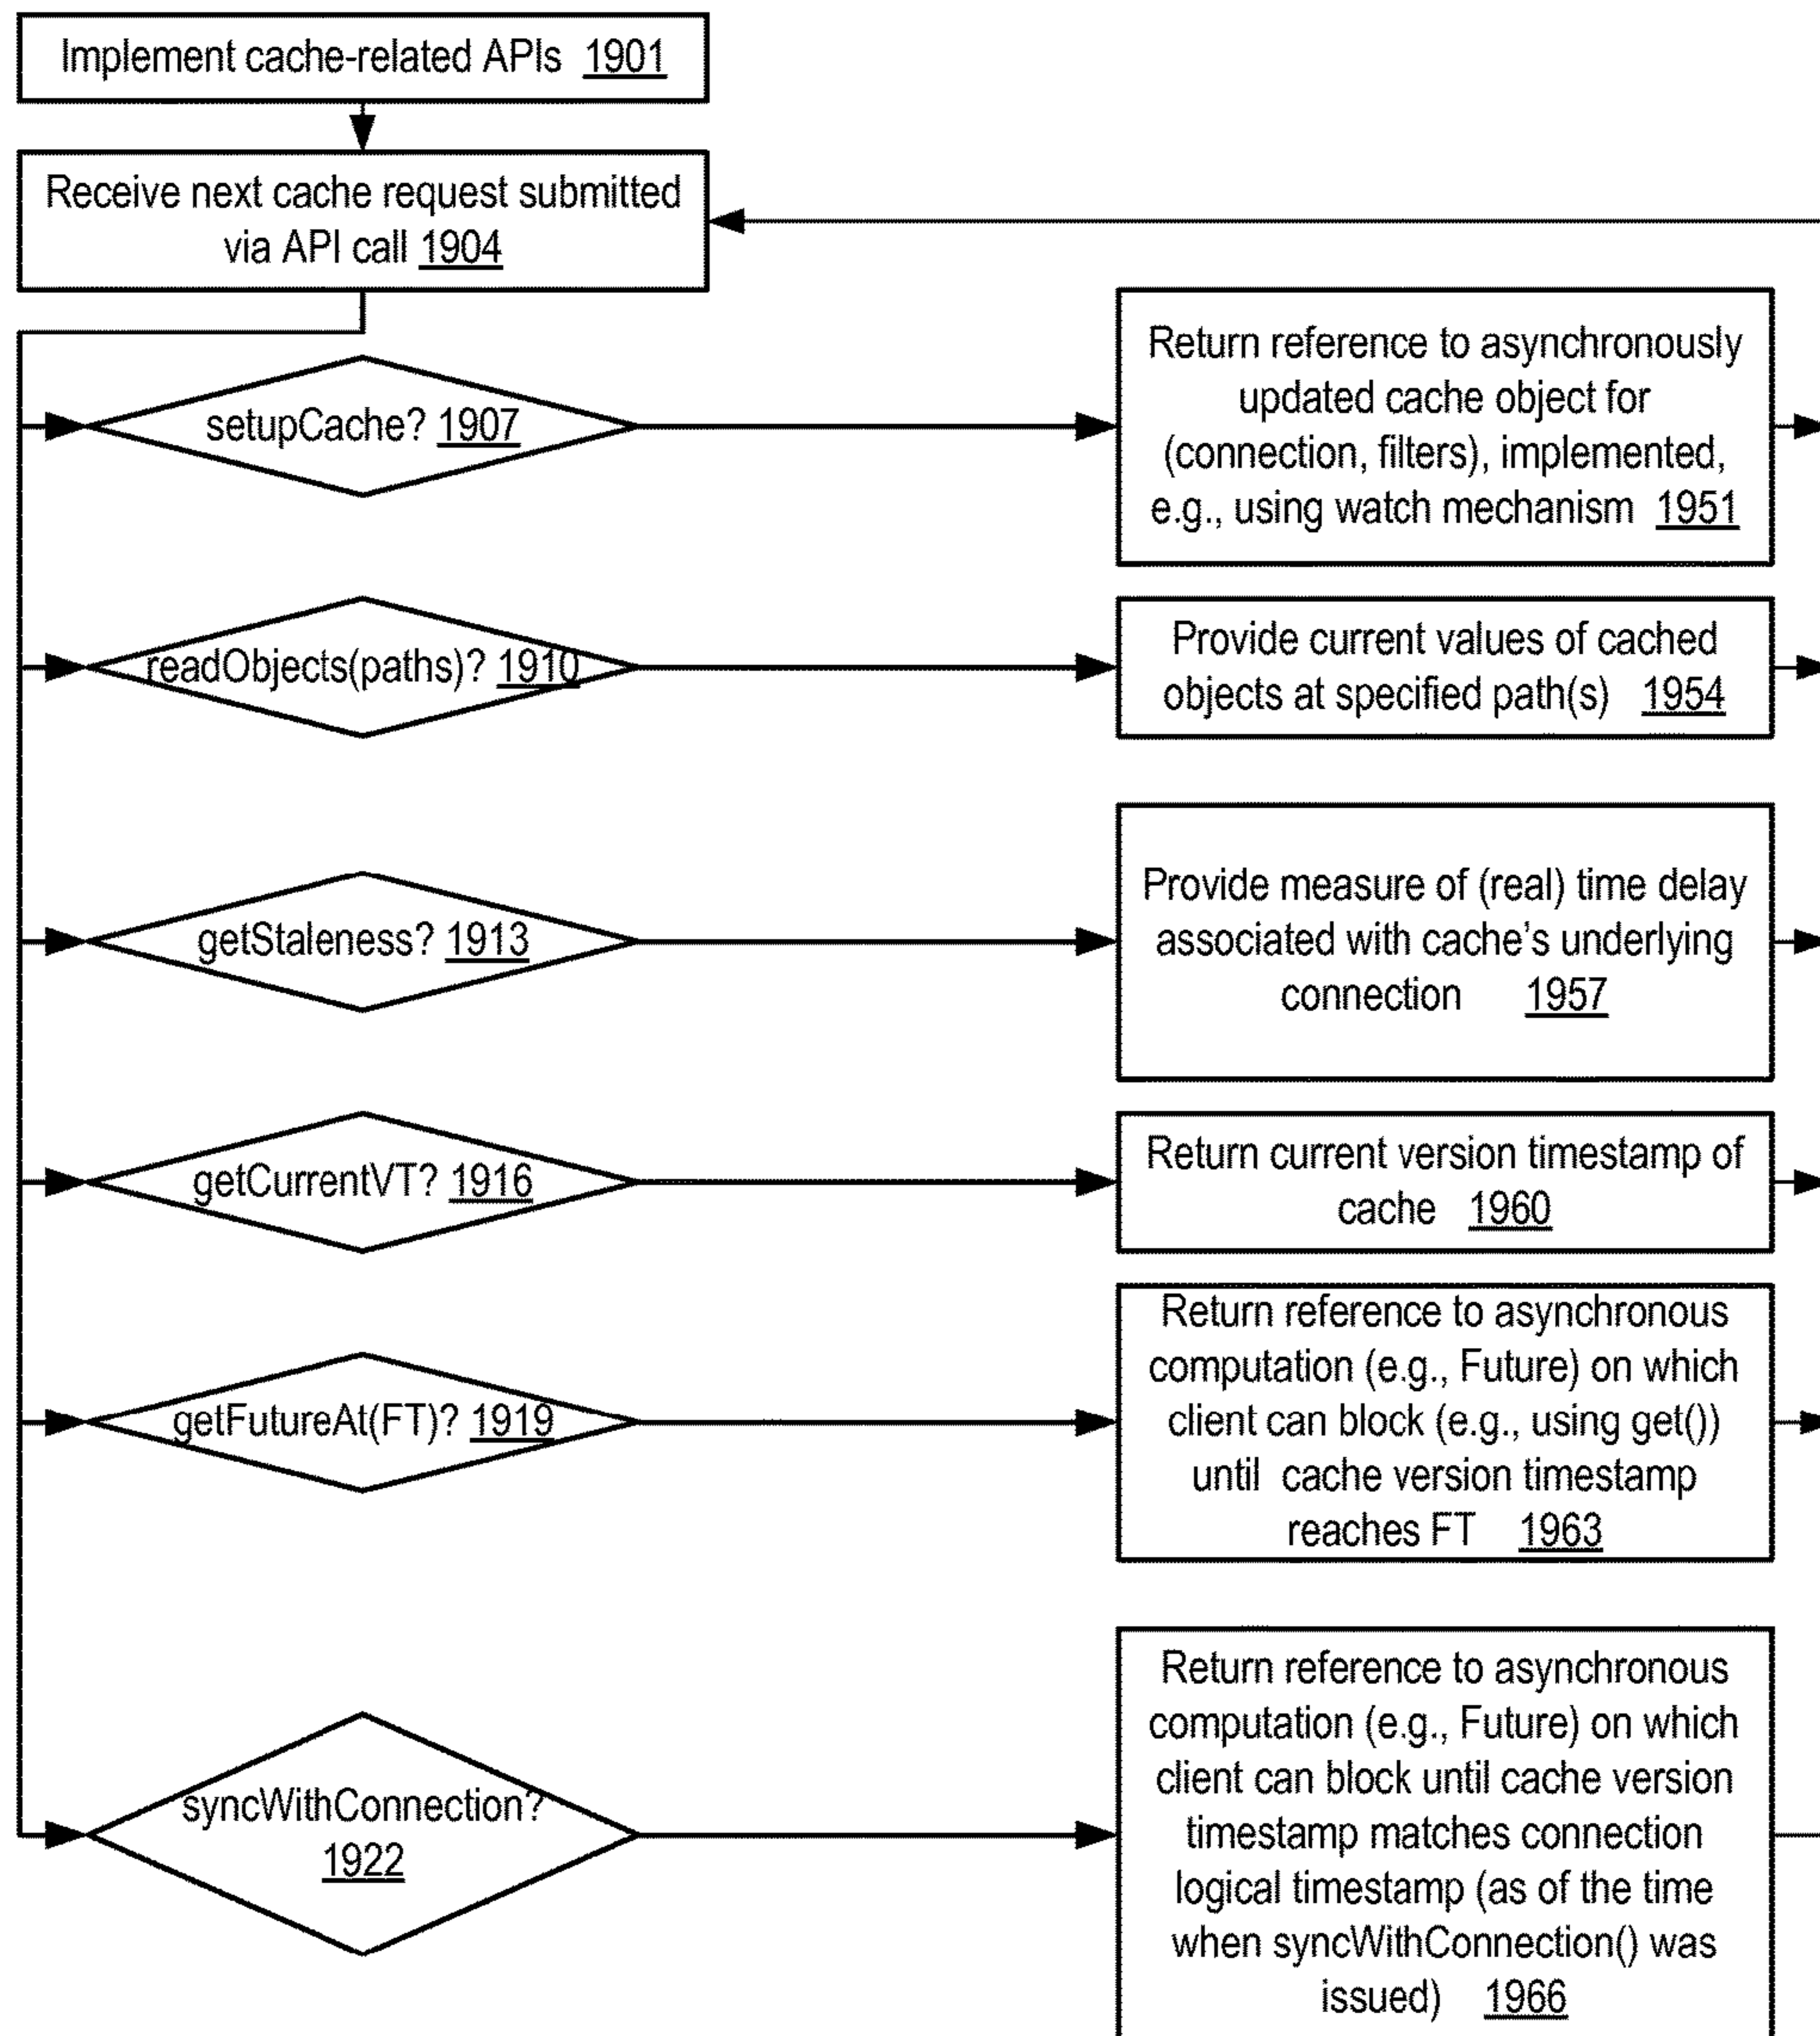 Implement cache-related APIs 1901
Receive next cache request submitted
via API call 1904
setupCache? 1907
Return reference to asynchronously
updated cache object for
(connection, filters), implemented,
e.g., using watch mechanism 1951
readObjects(paths)? 1910
Provide current values of cached
objects at specified path(s) 1954
getStaleness? 1913
Provide measure of (real) time delay
associated with cache’s underlying
connection 1957
getCurrentVT? 1916
Return current version timestamp of
cache 1960
getFutureAt(FT)? 1919
Return reference to asynchronous
computation (e.g., Future) on which
client can block (e.g., using get())
until cache version timestamp
reaches FT 1963
syncWithConnection?
1922
Return reference to asynchronous
computation (e.g., Future) on which
client can block until cache version
timestamp matches connection
logical timestamp (as of the time
when syncWithConnection() was
issued) 1966